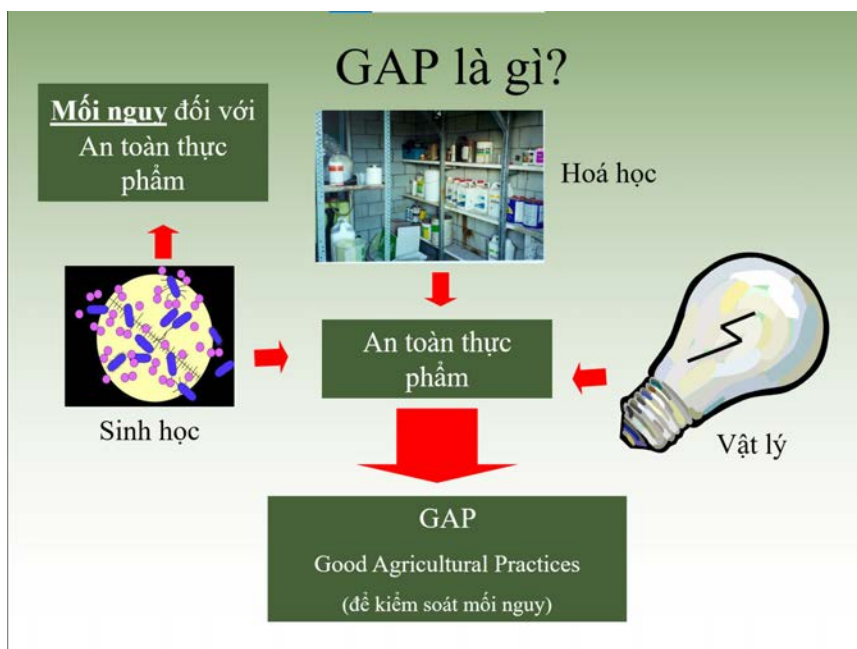 GAP là gì?
Mối nguy đối với
An toàn thực
phẩm
Hoá học
An toàn thực
phẩm
Sinh học
Vật lý
GAP
Good Agricultural Practices
(để kiểm soát mối nguy)